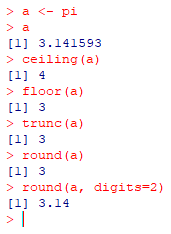 > a <- pi
> a
[1] 3.141593
> ceiling(a)
[1] 4
> floor(a)
[1] 3
> trunc(a)
[1] 3
> round(a)
[1] 3
> round(a, digits=2)
[1] 3.14
>